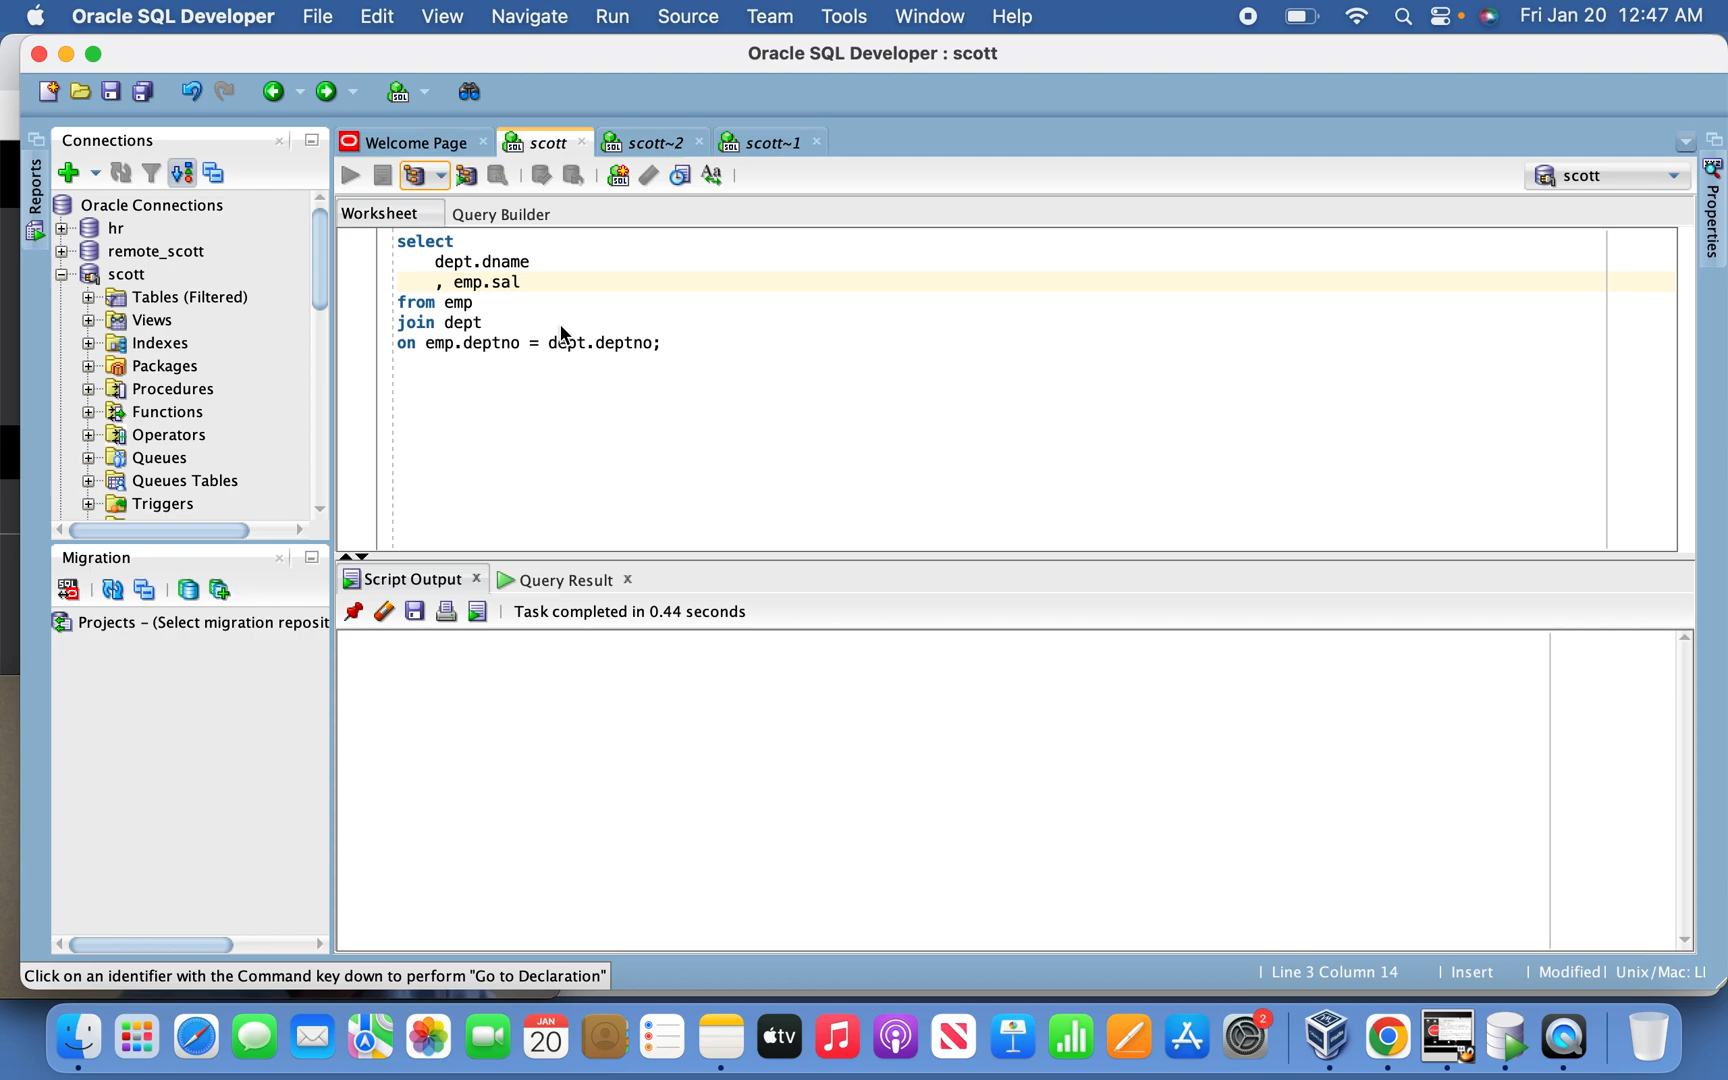 Oracle SQL Developer File Edit View Navigate Run Source Team Tools Window Help Fri Jan 20 12:47 AM
Oracle SQL Developer : scott
Reports
Connections
Oracle Connections
hr
remote_scott
scott
Tables (Filtered)
Views
Indexes
Packages
Procedures
Functions
Operators
Queues
Queues Tables
Triggers
Migration
Projects - (Select migration reposit
Welcome Page scott scott~2 scott~1
scott
Properties
Worksheet Query Builder
select
dept.dname
, emp.sal
from emp
join dept
on emp.deptno = dept.deptno;
Script Output Query Result
Task completed in 0.44 seconds
Click on an identifier with the Command key down to perform "Go to Declaration"
Line 3 Column 14 Insert Modified Unix/Mac: LI
JAN
20
tv
2